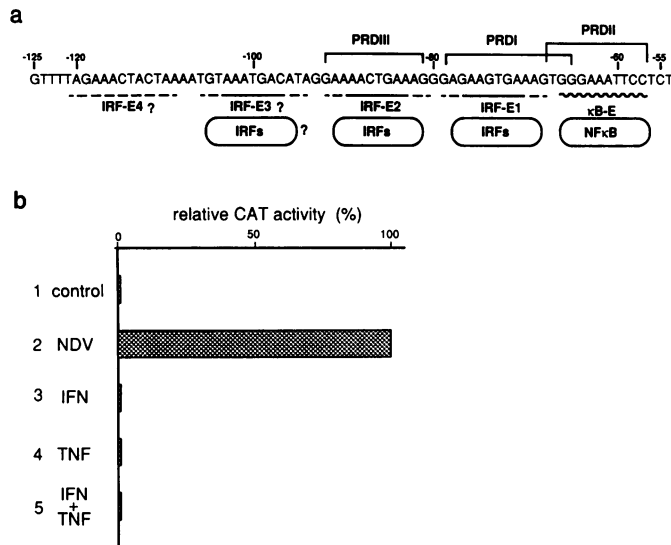 a
PRDIII PRDI PRDII
-125 -120 -100 -80 -60 -55
GTTTTAGAAACTACTAAAATGTAAATGACATAGGAAAACTGAAAGGGAGAAGTGAAAGTGGGAAATTCCTCT
IRF-E4 ? IRF-E3 ? IRF-E2 IRF-E1 κB-E
IRFs ? IRFs IRFs NFκB
b
relative CAT activity (%)
0 50 100
1 control
2 NDV
3 IFN
4 TNF
5 IFN + TNF